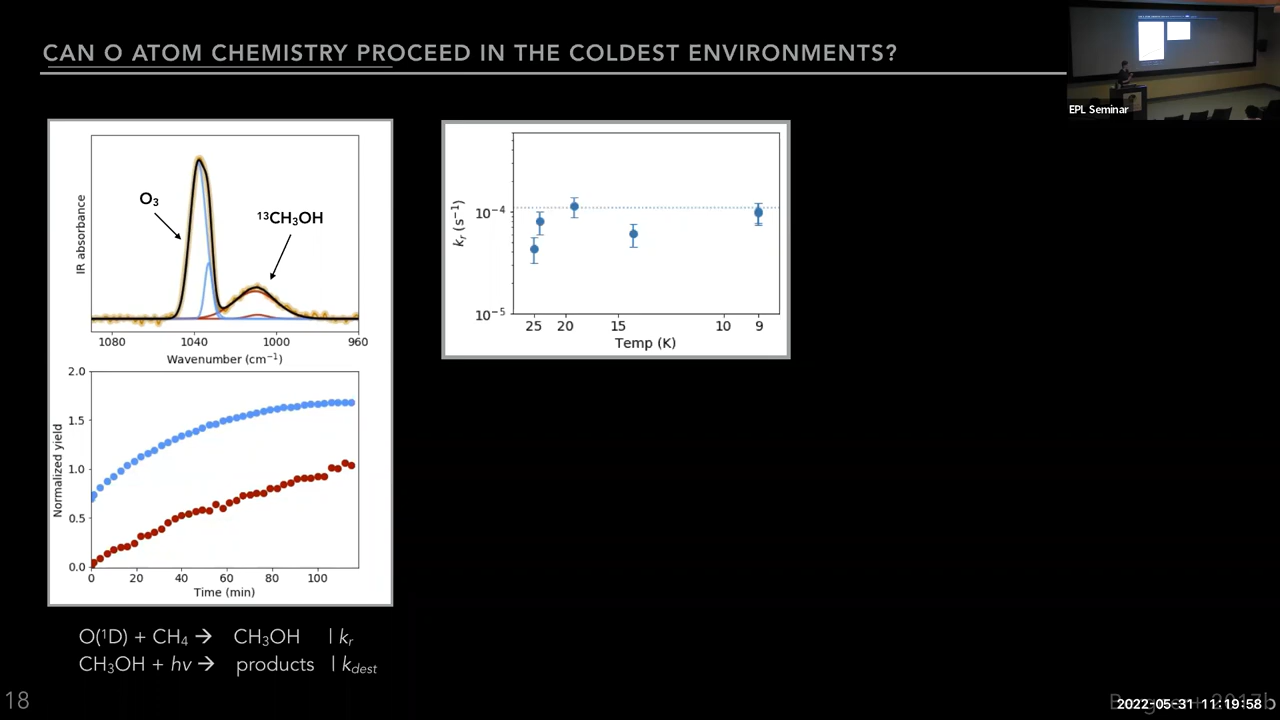 CAN O ATOM CHEMISTRY PROCEED IN THE COLDEST ENVIRONMENTS?
EPL Seminar
O₃
¹³CH₃OH
IR absorbance
1080 1040 1000 960
Wavenumber (cm⁻¹)
2.0
1.5
1.0
0.5
0.0
Normalized yield
0 20 40 60 80 100
Time (min)
kᵣ (s⁻¹)
10⁻⁴
10⁻⁵
25 20 15 10 9
Temp (K)
O(¹D) + CH₄ → CH₃OH | kᵣ
CH₃OH + hν → products | k_dest
18
2022-05-31 11:19:58